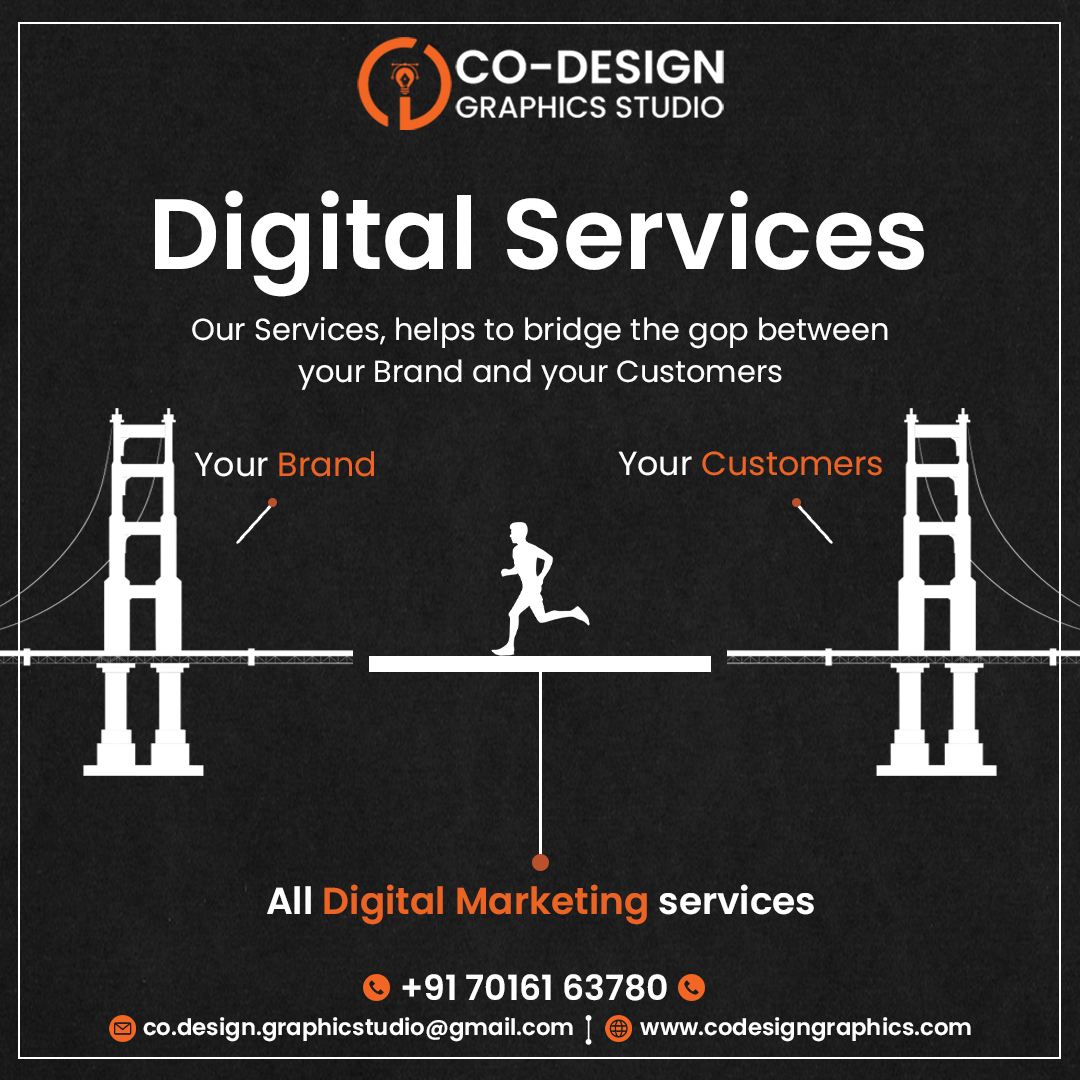 CO-DESIGN
GRAPHICS STUDIO
Digital Services
Our Services, helps to bridge the gop between
your Brand and your Customers
Your Brand
Your Customers
All Digital Marketing services
+91 70161 63780
co.design.graphicstudio@gmail.com
www.codesigngraphics.com